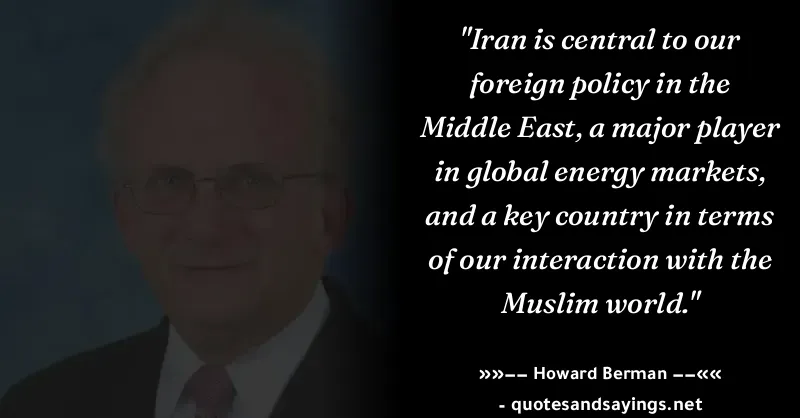 "Iran is central to our
foreign policy in the
Middle East, a major player
in global energy markets,
and a key country in terms
of our interaction with the
Muslim world."
»»−− Howard Berman −−««
- quotesandsayings.net